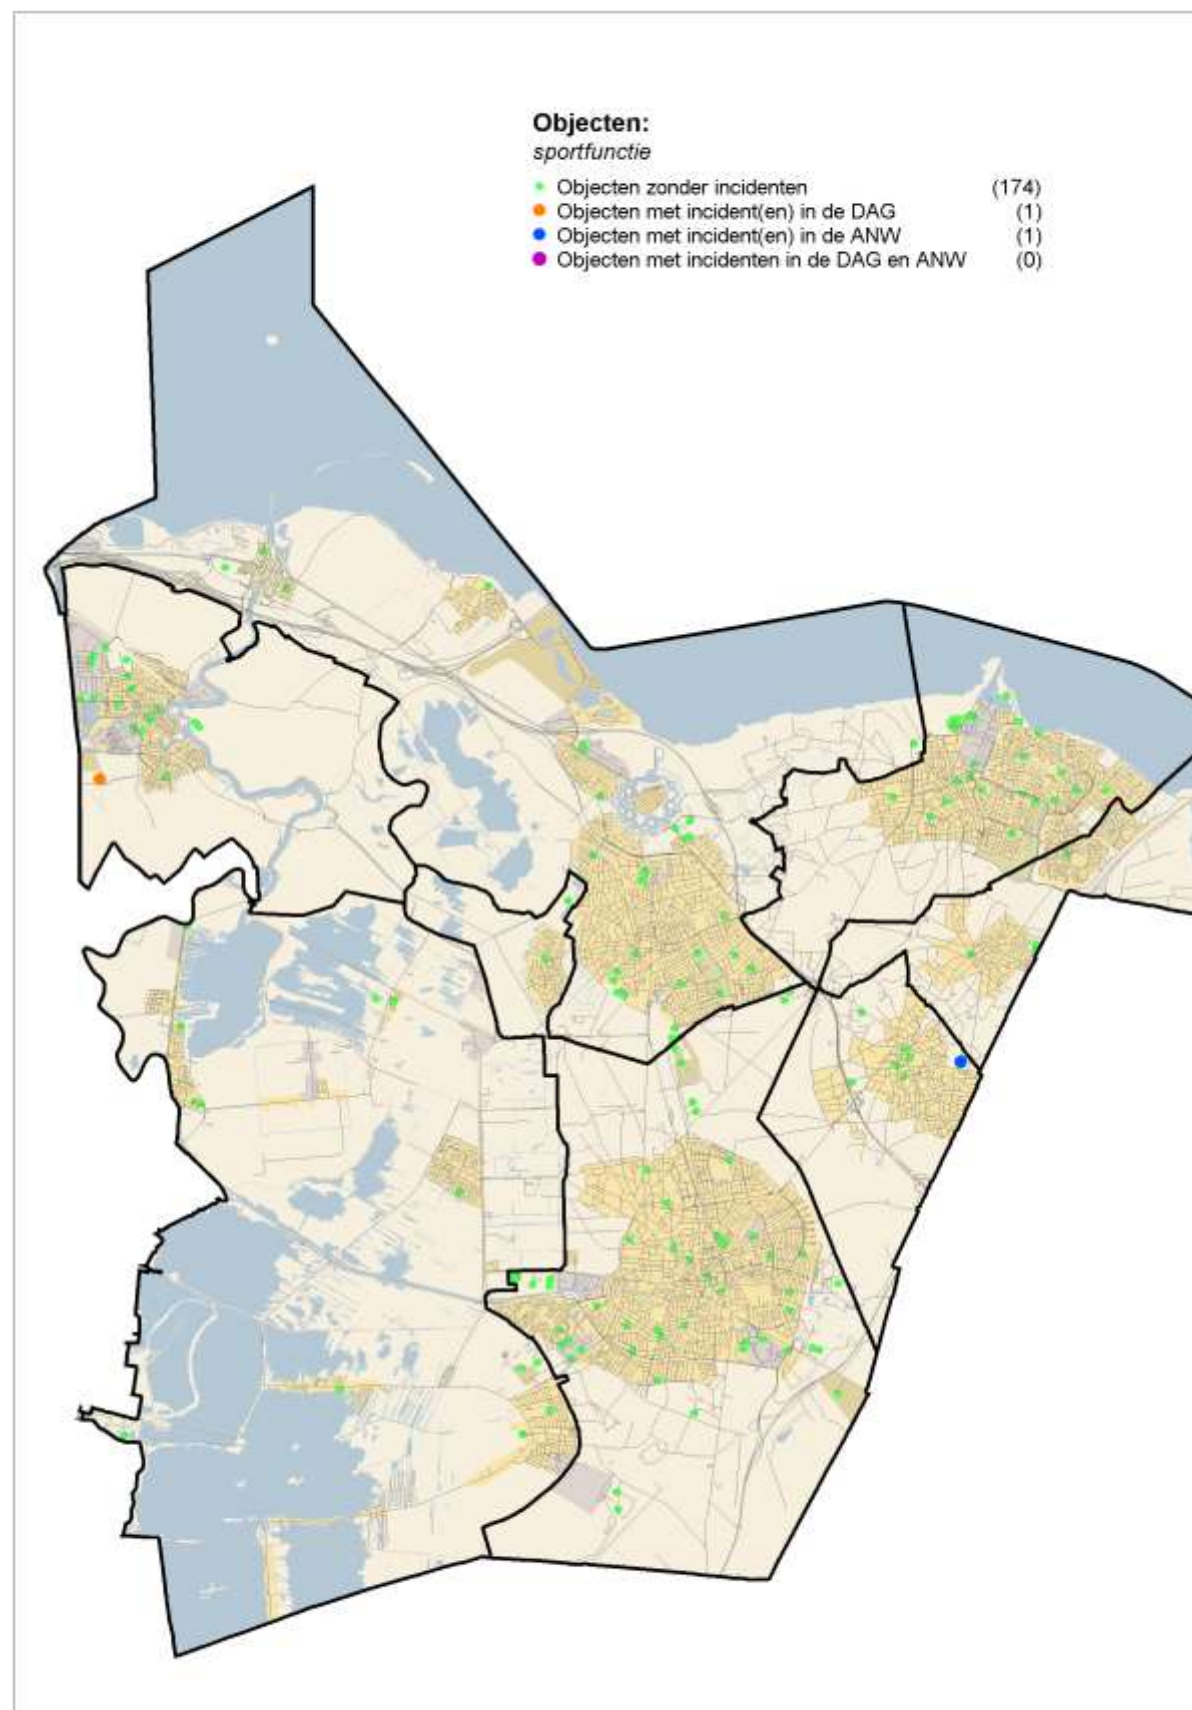 Objecten:
sportfunctie
Objecten zonder incidenten (174)
Objecten met incident(en) in de DAG (1)
Objecten met incident(en) in de ANW (1)
Objecten met incidenten in de DAG en ANW (0)